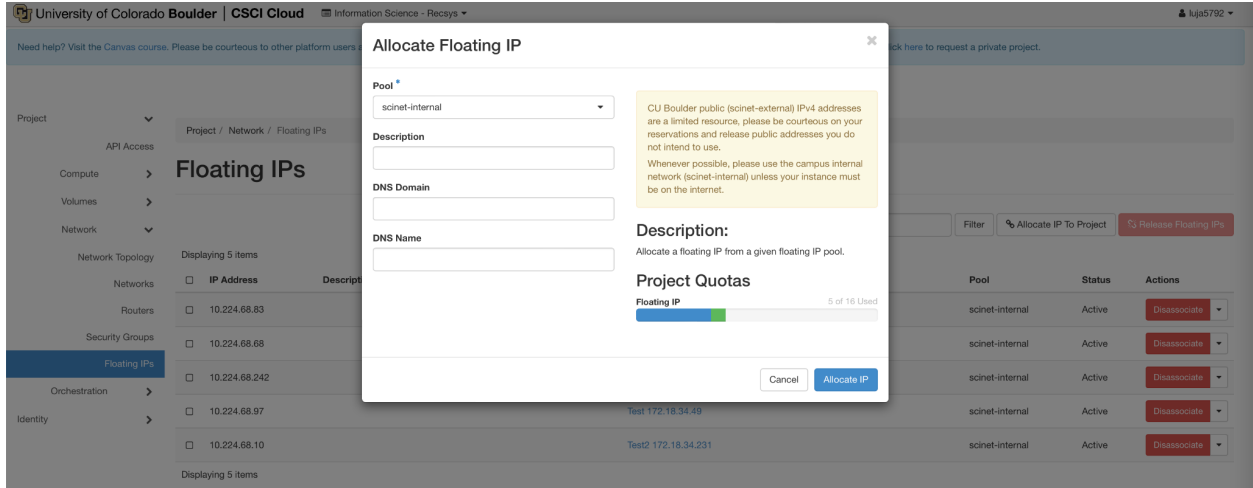 University of Colorado Boulder | CSCI Cloud
Information Science - Recsys
luja5792
Need help? Visit the Canvas course. Please be courteous to other platform users
ck here to request a private project.
Allocate Floating IP
Pool *
scinet-internal
Description
DNS Domain
DNS Name
CU Boulder public (scinet-external) IPv4 addresses
are a limited resource, please be courteous on your
reservations and release public addresses you do
not intend to use.
Whenever possible, please use the campus internal
network (scinet-internal) unless your instance must
be on the internet.
Description:
Allocate a floating IP from a given floating IP pool.
Project Quotas
Floating IP
5 of 16 Used
Cancel
Allocate IP
Project
API Access
Compute
Volumes
Network
Network Topology
Networks
Routers
Security Groups
Floating IPs
Orchestration
Identity
Project / Network / Floating IPs
Floating IPs
Filter
Allocate IP To Project
Release Floating IPs
Displaying 5 items
IP Address Descript Pool Status Actions
10.224.68.83 scinet-internal Active Disassociate
10.224.68.68 scinet-internal Active Disassociate
10.224.68.242 scinet-internal Active Disassociate
10.224.68.97 Test 172.18.34.49 scinet-internal Active Disassociate
10.224.68.10 Test2 172.18.34.231 scinet-internal Active Disassociate
Displaying 5 items